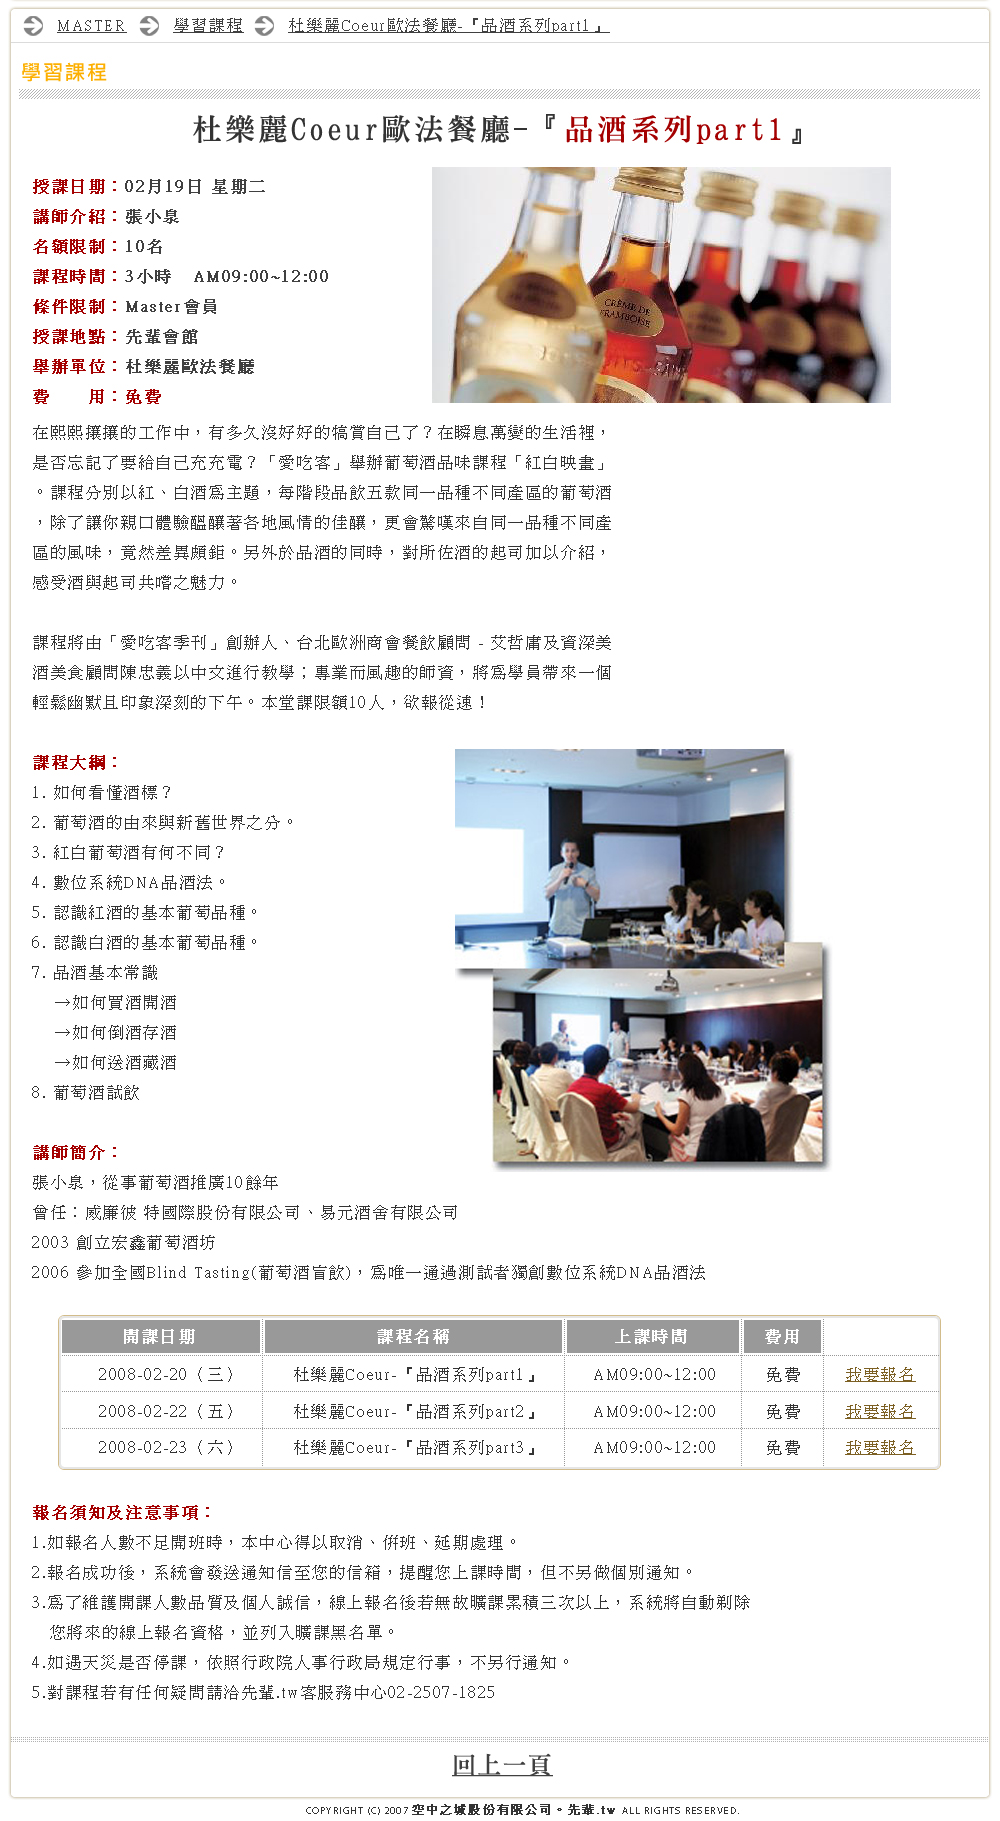 MASTER 學習課程 杜樂麗Coeur歐法餐廳-『品酒系列part1』
學習課程
杜樂麗Coeur歐法餐廳-『品酒系列part1』
授課日期：02月19日 星期二
講師介紹：張小泉
名額限制：10名
課程時間：3小時 AM09:00~12:00
條件限制：Master會員
授課地點：先輩會館
舉辦單位：杜樂麗歐法餐廳
費　　用：免費
CRÈME DE
FRAMBOISE
在熙熙攘攘的工作中，有多久沒好好的犒賞自己了？在瞬息萬變的生活裡，
是否忘記了要給自己充充電？「愛吃客」舉辦葡萄酒品味課程「紅白映畫」
。課程分別以紅、白酒為主題，每階段品飲五款同一品種不同產區的葡萄酒
，除了讓你親口體驗醞釀著各地風情的佳釀，更會驚嘆來自同一品種不同產
區的風味，竟然差異頗鉅。另外於品酒的同時，對所佐酒的起司加以介紹，
感受酒與起司共嚐之魅力。
課程將由「愛吃客季刊」創辦人、台北歐洲商會餐飲顧問 - 艾哲庸及資深美
酒美食顧問陳忠義以中文進行教學；專業而風趣的師資，將為學員帶來一個
輕鬆幽默且印象深刻的下午。本堂課限額10人，欲報從速！
課程大綱：
1. 如何看懂酒標？
2. 葡萄酒的由來與新舊世界之分。
3. 紅白葡萄酒有何不同？
4. 數位系統DNA品酒法。
5. 認識紅酒的基本葡萄品種。
6. 認識白酒的基本葡萄品種。
7. 品酒基本常識
→如何買酒開酒
→如何倒酒存酒
→如何送酒藏酒
8. 葡萄酒試飲
講師簡介：
張小泉，從事葡萄酒推廣10餘年
曾任：威廉彼 特國際股份有限公司、易元酒舍有限公司
2003 創立宏鑫葡萄酒坊
2006 參加全國Blind Tasting(葡萄酒盲飲)，為唯一通過測試者獨創數位系統DNA品酒法
開課日期 課程名稱 上課時間 費用
2008-02-20（三） 杜樂麗Coeur-『品酒系列part1』 AM09:00~12:00 免費 我要報名
2008-02-22（五） 杜樂麗Coeur-『品酒系列part2』 AM09:00~12:00 免費 我要報名
2008-02-23（六） 杜樂麗Coeur-『品酒系列part3』 AM09:00~12:00 免費 我要報名
報名須知及注意事項：
1.如報名人數不足開班時，本中心得以取消、併班、延期處理。
2.報名成功後，系統會發送通知信至您的信箱，提醒您上課時間，但不另做個別通知。
3.為了維護開課人數品質及個人誠信，線上報名後若無故曠課累積三次以上，系統將自動剃除
您將來的線上報名資格，並列入曠課黑名單。
4.如遇天災是否停課，依照行政院人事行政局規定行事，不另行通知。
5.對課程若有任何疑問請洽先輩.tw客服務中心02-2507-1825
回上一頁
COPYRIGHT (C) 2007 空中之城股份有限公司。先輩.tw ALL RIGHTS RESERVED.